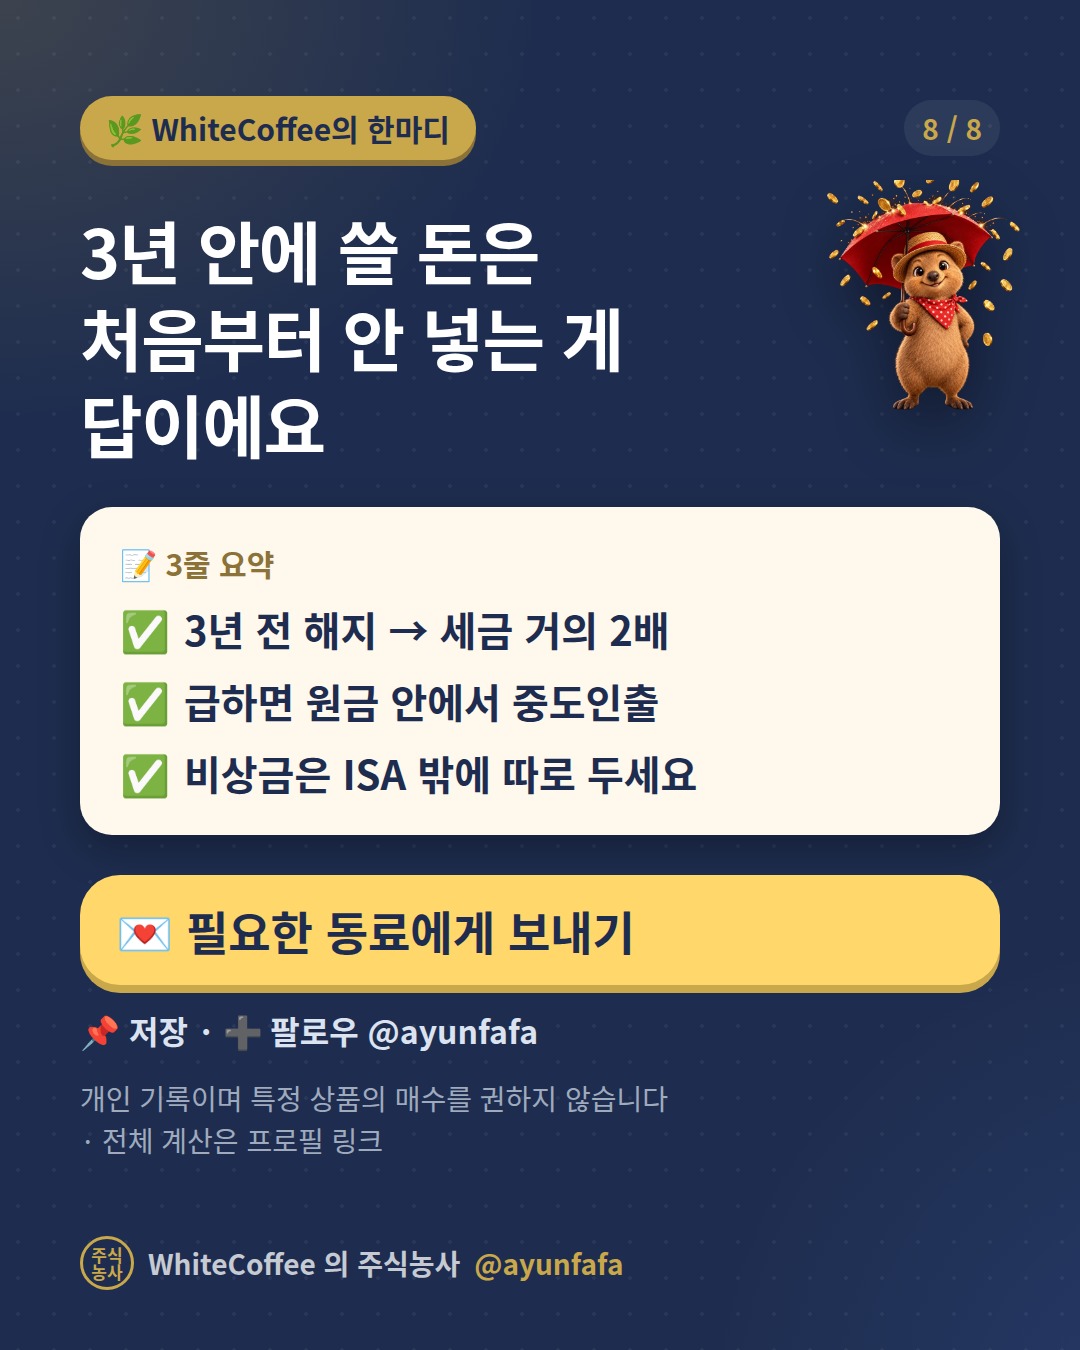 🌿 WhiteCoffee의 한마디
8 / 8
3년 안에 쓸 돈은
처음부터 안 넣는 게
답이에요
📝 3줄 요약
✅ 3년 전 해지 → 세금 거의 2배
✅ 급하면 원금 안에서 중도인출
✅ 비상금은 ISA 밖에 따로 두세요
💌 필요한 동료에게 보내기
📌 저장 · ➕ 팔로우 @ayunfafa
개인 기록이며 특정 상품의 매수를 권하지 않습니다
· 전체 계산은 프로필 링크
주식
농사
WhiteCoffee 의 주식농사 @ayunfafa